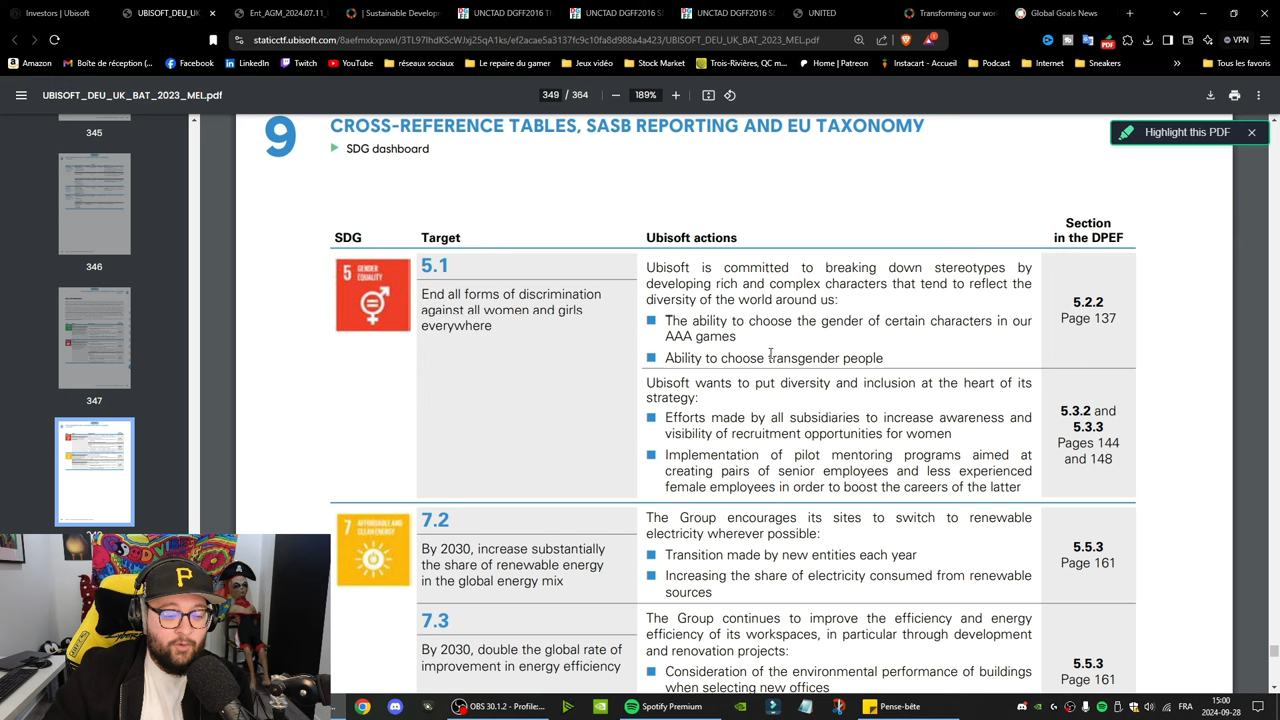 Investors | Ubisoft
UBISOFT_DEU_UK
Ent_AGM_2024.07.11_
| Sustainable Develop
UNCTAD DGFF2016 T
UNCTAD DGFF2016 S
UNCTAD DGFF2016 S
UNITED
Transforming our wo
Global Goals News
staticctf.ubisoft.com/8aefmxkxpxwl/3TL97IhdKScWJxj25qA1ks/ef2acae5a3137fc9c10fa8d988a4a423/UBISOFT_DEU_UK_BAT_2023_MEL.pdf
VPN
Amazon
Boîte de réception (...
Facebook
LinkedIn
Twitch
YouTube
réseaux sociaux
Le repaire du gamer
Jeux vidéo
Stock Market
Trois-Rivières, QC m...
Home | Patreon
Instacart - Accueil
Podcast
Internet
Sneakers
Tous les favoris
UBISOFT_DEU_UK_BAT_2023_MEL.pdf
349 / 364
189%
Highlight this PDF
345
346
347
9
CROSS-REFERENCE TABLES, SASB REPORTING AND EU TAXONOMY
SDG dashboard
SDG
Target
Ubisoft actions
Section
in the DPEF
5 GENDER
EQUALITY
5.1
End all forms of discrimination
against all women and girls
everywhere
Ubisoft is committed to breaking down stereotypes by
developing rich and complex characters that tend to reflect the
diversity of the world around us:
The ability to choose the gender of certain characters in our
AAA games
Ability to choose transgender people
5.2.2
Page 137
Ubisoft wants to put diversity and inclusion at the heart of its
strategy:
Efforts made by all subsidiaries to increase awareness and
visibility of recruitment opportunities for women
Implementation of pilot mentoring programs aimed at
creating pairs of senior employees and less experienced
female employees in order to boost the careers of the latter
5.3.2 and
5.3.3
Pages 144
and 148
7 AFFORDABLE AND
CLEAN ENERGY
7.2
By 2030, increase substantially
the share of renewable energy
in the global energy mix
The Group encourages its sites to switch to renewable
electricity wherever possible:
Transition made by new entities each year
Increasing the share of electricity consumed from renewable
sources
5.5.3
Page 161
7.3
By 2030, double the global rate of
improvement in energy efficiency
The Group continues to improve the efficiency and energy
efficiency of its workspaces, in particular through development
and renovation projects:
Consideration of the environmental performance of buildings
when selecting new offices
5.5.3
Page 161
P
OBS 30.1.2 - Profile:...
Spotify Premium
Pense-bête
FRA
15:00
2024-09-28